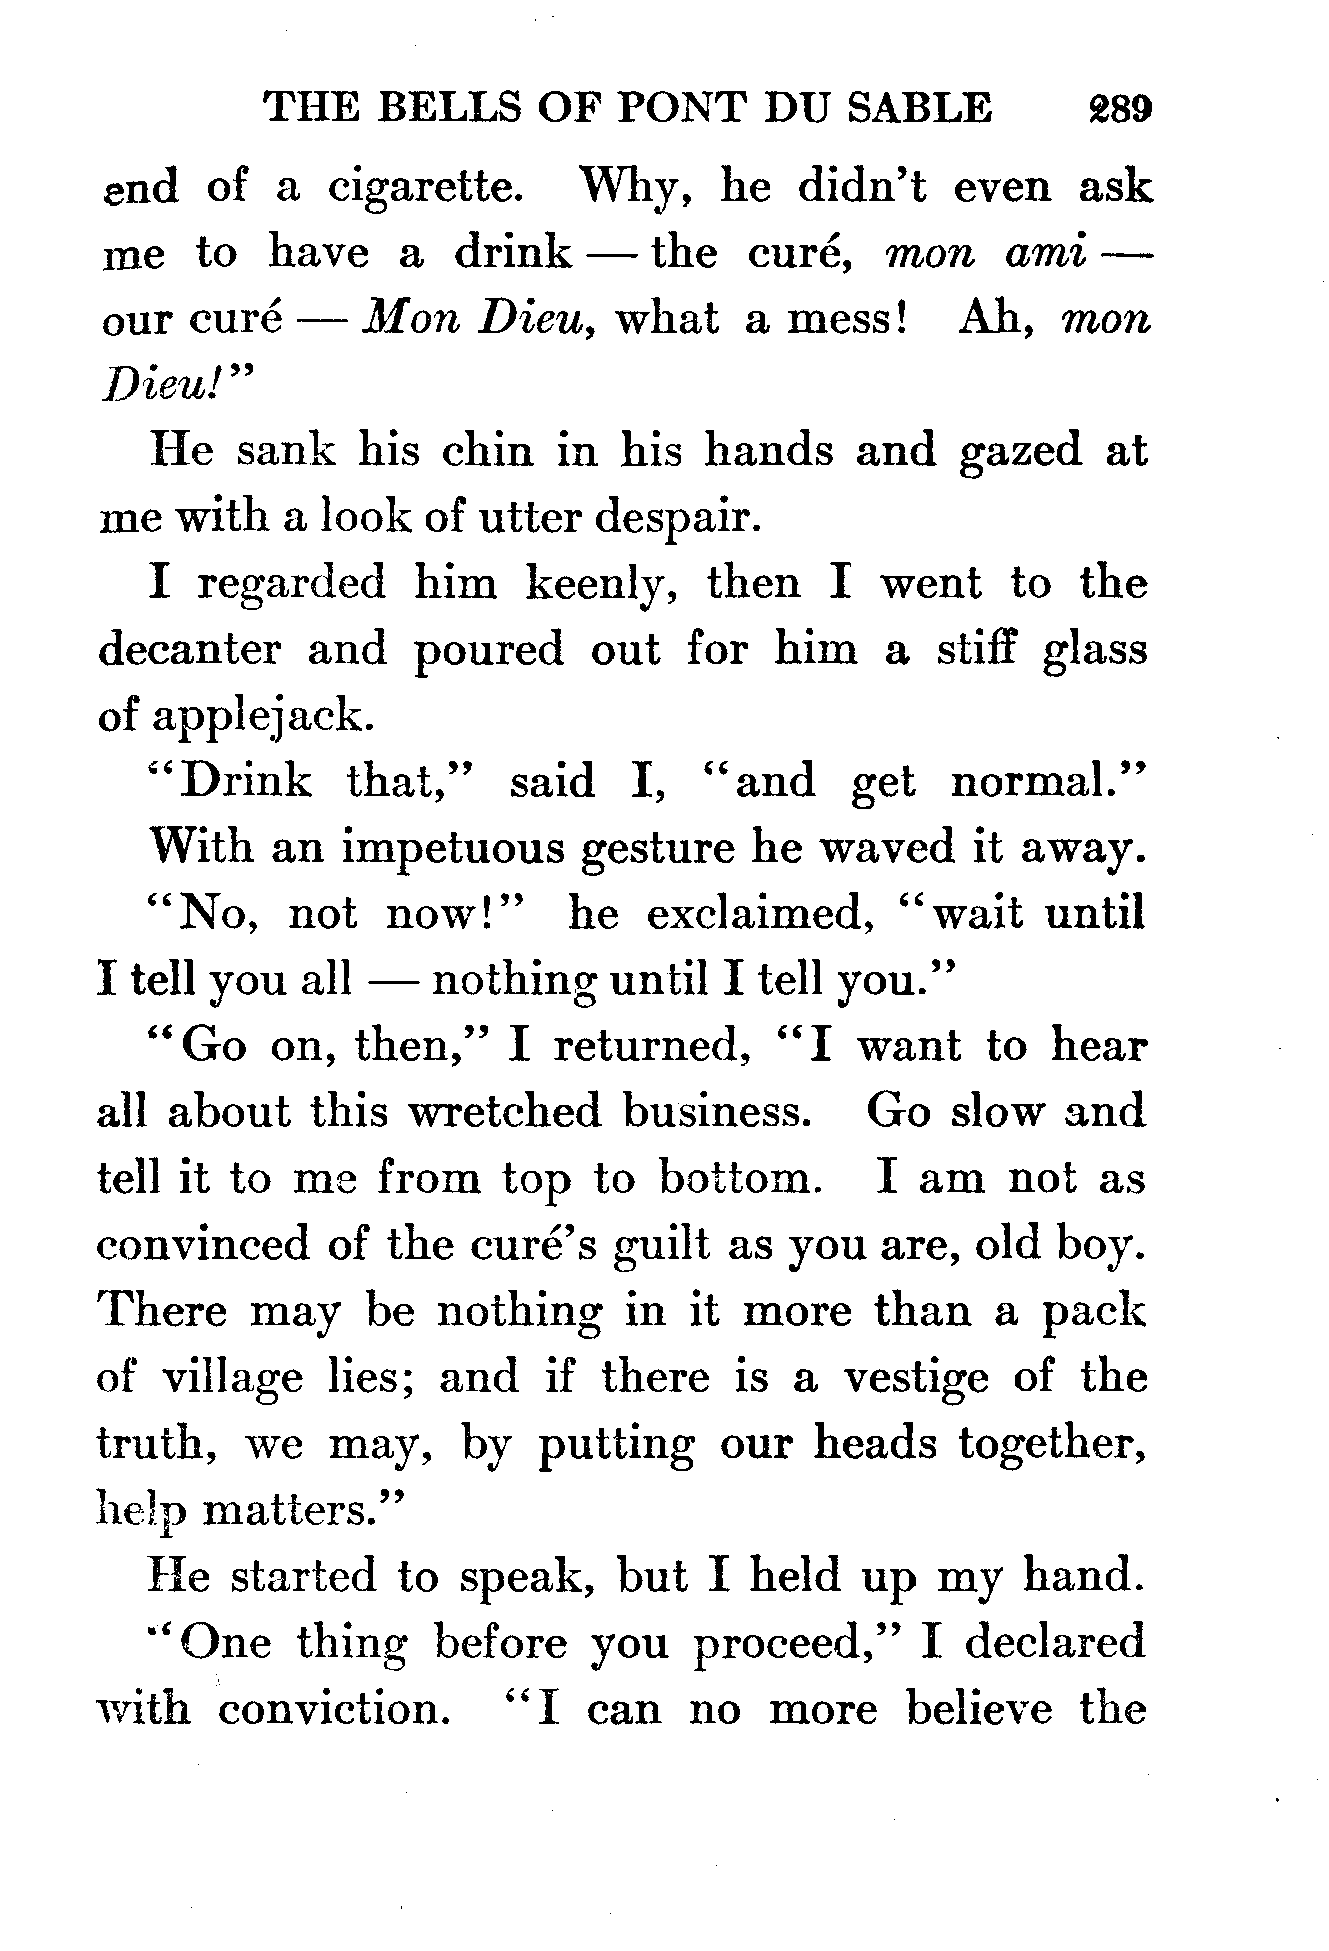 THE BELLS OF PONT DU SABLE 289
end of a cigarette. Why, he didn't even ask
me to have a drink — the curé, mon ami —
our curé — Mon Dieu, what a mess! Ah, mon
Dieu!"
He sank his chin in his hands and gazed at
me with a look of utter despair.
I regarded him keenly, then I went to the
decanter and poured out for him a stiff glass
of applejack.
"Drink that," said I, "and get normal."
With an impetuous gesture he waved it away.
"No, not now!" he exclaimed, "wait until
I tell you all — nothing until I tell you."
"Go on, then," I returned, "I want to hear
all about this wretched business. Go slow and
tell it to me from top to bottom. I am not as
convinced of the curé's guilt as you are, old boy.
There may be nothing in it more than a pack
of village lies; and if there is a vestige of the
truth, we may, by putting our heads together,
help matters."
He started to speak, but I held up my hand.
"One thing before you proceed," I declared
with conviction. "I can no more believe the